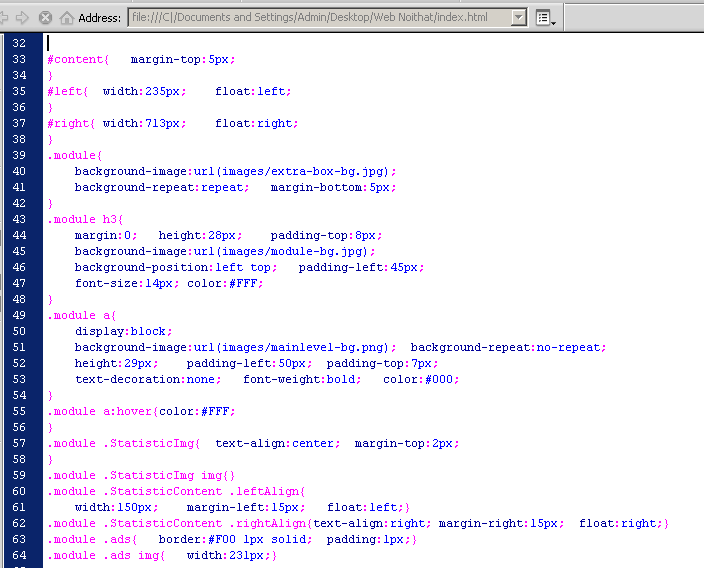 Address: file:///C|/Documents and Settings/Admin/Desktop/Web Noithat/index.html
32
33 #content{ margin-top:5px;
34 }
35 #left{ width:235px; float:left;
36 }
37 #right{ width:713px; float:right;
38 }
39 .module{
40 background-image:url(images/extra-box-bg.jpg);
41 background-repeat:repeat; margin-bottom:5px;
42 }
43 .module h3{
44 margin:0; height:28px; padding-top:8px;
45 background-image:url(images/module-bg.jpg);
46 background-position:left top; padding-left:45px;
47 font-size:14px; color:#FFF;
48 }
49 .module a{
50 display:block;
51 background-image:url(images/mainlevel-bg.png); background-repeat:no-repeat;
52 height:29px; padding-left:50px; padding-top:7px;
53 text-decoration:none; font-weight:bold; color:#000;
54 }
55 .module a:hover{color:#FFF;
56 }
57 .module .StatisticImg{ text-align:center; margin-top:2px;
58 }
59 .module .StatisticImg img{}
60 .module .StatisticContent .leftAlign{
61 width:150px; margin-left:15px; float:left;}
62 .module .StatisticContent .rightAlign{text-align:right; margin-right:15px; float:right;}
63 .module .ads{ border:#F00 1px solid; padding:1px;}
64 .module .ads img{ width:231px;}